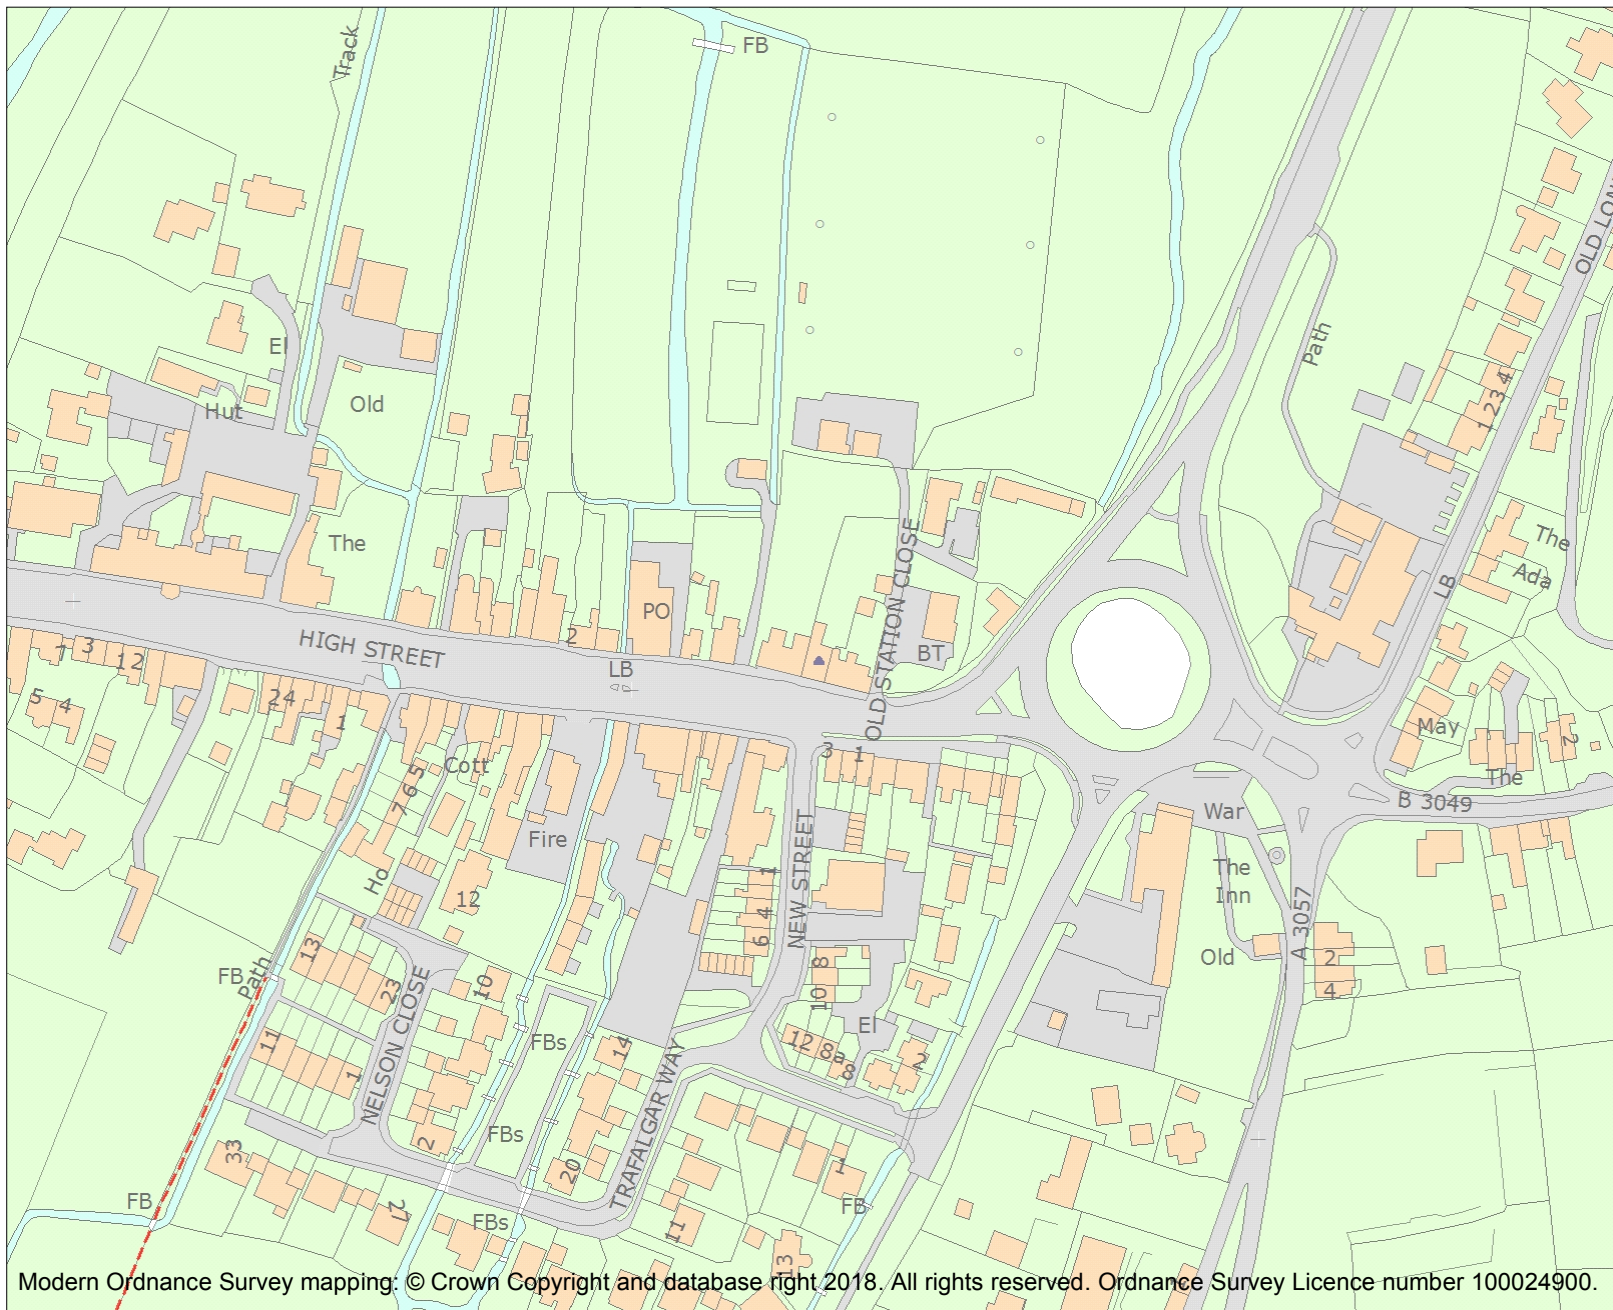 Track
FB
OLD LON
Path
El
Old
Hut
1 2 3 4
The
The
Ada
LB
PO
2
HIGH STREET
LB
OLD STATION CLOSE
BT
7
3
1 2
5
4
24
1
3
1
May
2
The
B 3049
Cott
5
6
7
War
Fire
NEW STREET
The
Inn
Ho
12
1
4
6
A 3057
13
FB
Path
23
10
8
10
Old
2
4
NELSON CLOSE
El
FBs
12
8a
8
2
11
1
14
TRAFALGAR WAY
FBs
2
33
20
1
FB
27
FB
FBs
11
13
Modern Ordnance Survey mapping: © Crown Copyright and database right 2018. All rights reserved. Ordnance Survey Licence number 100024900.